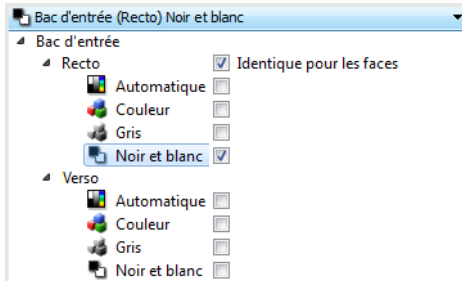 Bac d'entrée (Recto) Noir et blanc
Bac d'entrée
Recto Identique pour les faces
Automatique
Couleur
Gris
Noir et blanc
Verso
Automatique
Couleur
Gris
Noir et blanc